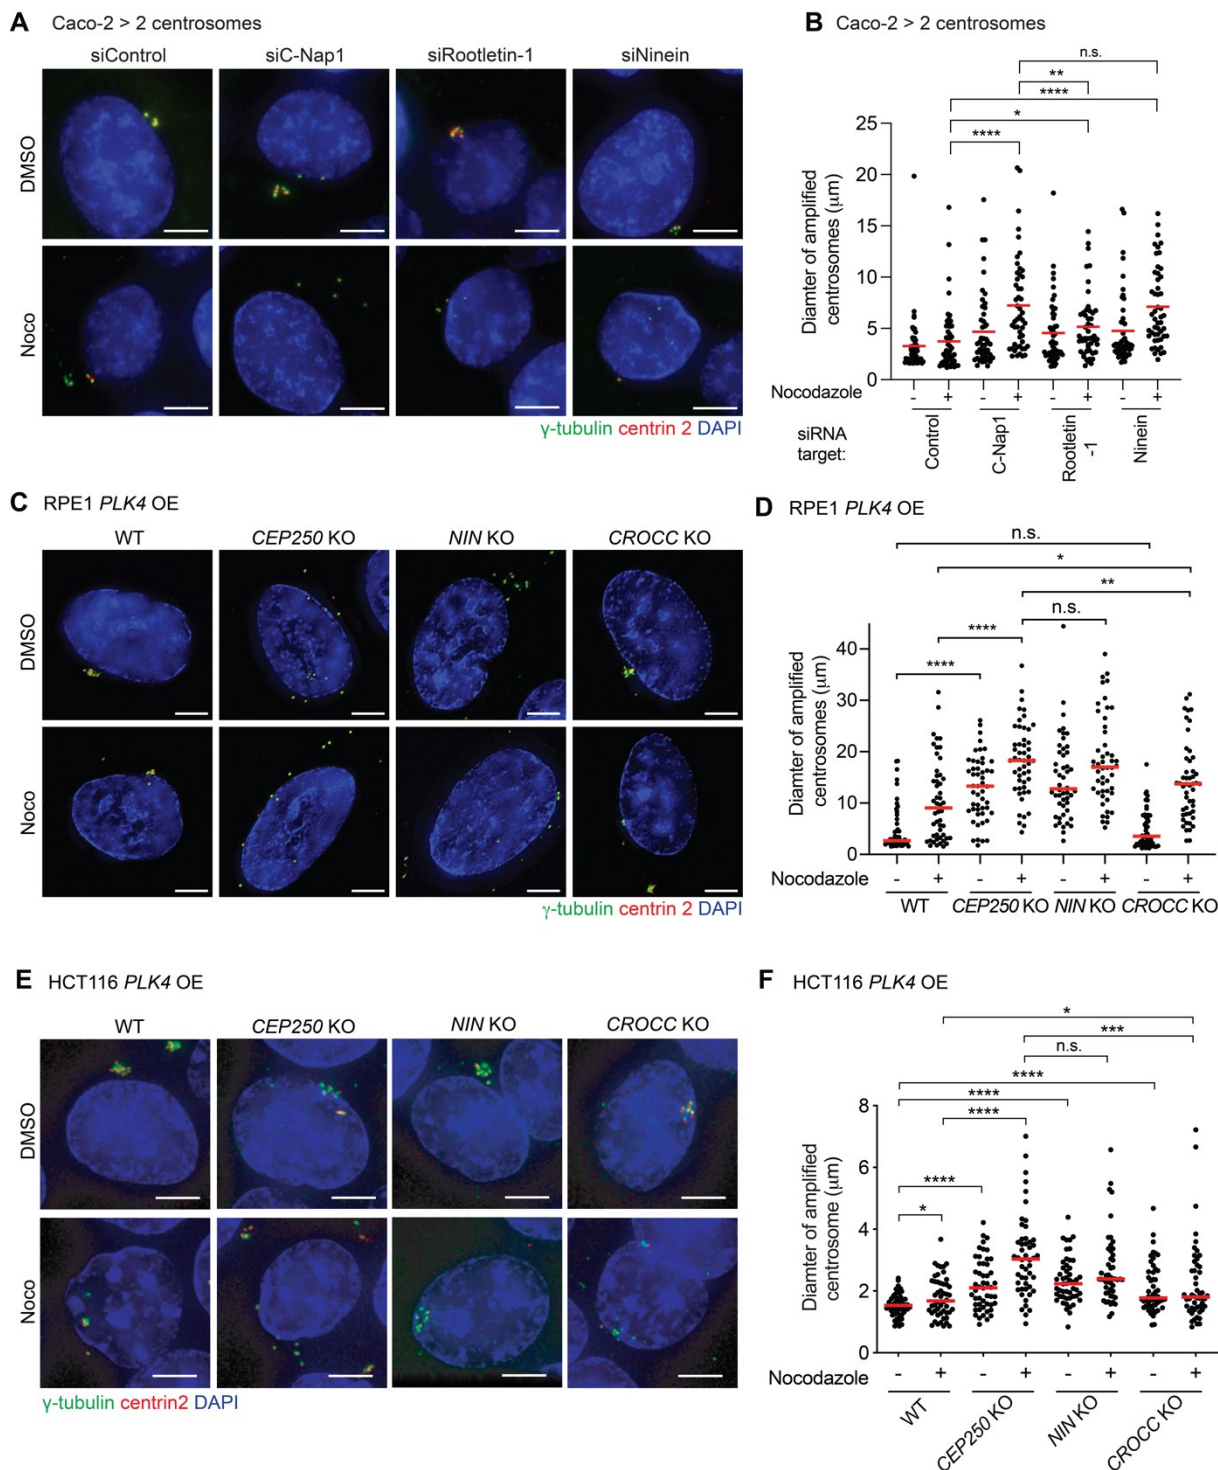 A Caco-2 > 2 centrosomes
siControl siC-Nap1 siRootletin-1 siNinein
DMSO
Noco
γ-tubulin centrin 2 DAPI
B Caco-2 > 2 centrosomes
n.s.
**
****
*
****
Diamter of amplified
centrosomes (μm)
25
20
15
10
5
0
Nocodazole - + - + - + - +
siRNA
target:
Control
C-Nap1
Rootletin
-1
Ninein
C RPE1 PLK4 OE
WT CEP250 KO NIN KO CROCC KO
DMSO
Noco
γ-tubulin centrin 2 DAPI
D RPE1 PLK4 OE
n.s.
*
**
n.s.
****
****
Diamter of amplified
centrosomes (μm)
40
30
20
10
0
Nocodazole - + - + - + - +
WT CEP250 KO NIN KO CROCC KO
E HCT116 PLK4 OE
WT CEP250 KO NIN KO CROCC KO
DMSO
Noco
γ-tubulin centrin2 DAPI
F HCT116 PLK4 OE
*
***
n.s.
****
****
****
****
*
Diamter of amplified
centrosome (μm)
8
6
4
2
0
Nocodazole - + - + - + - +
WT
CEP250 KO
NIN KO
CROCC KO